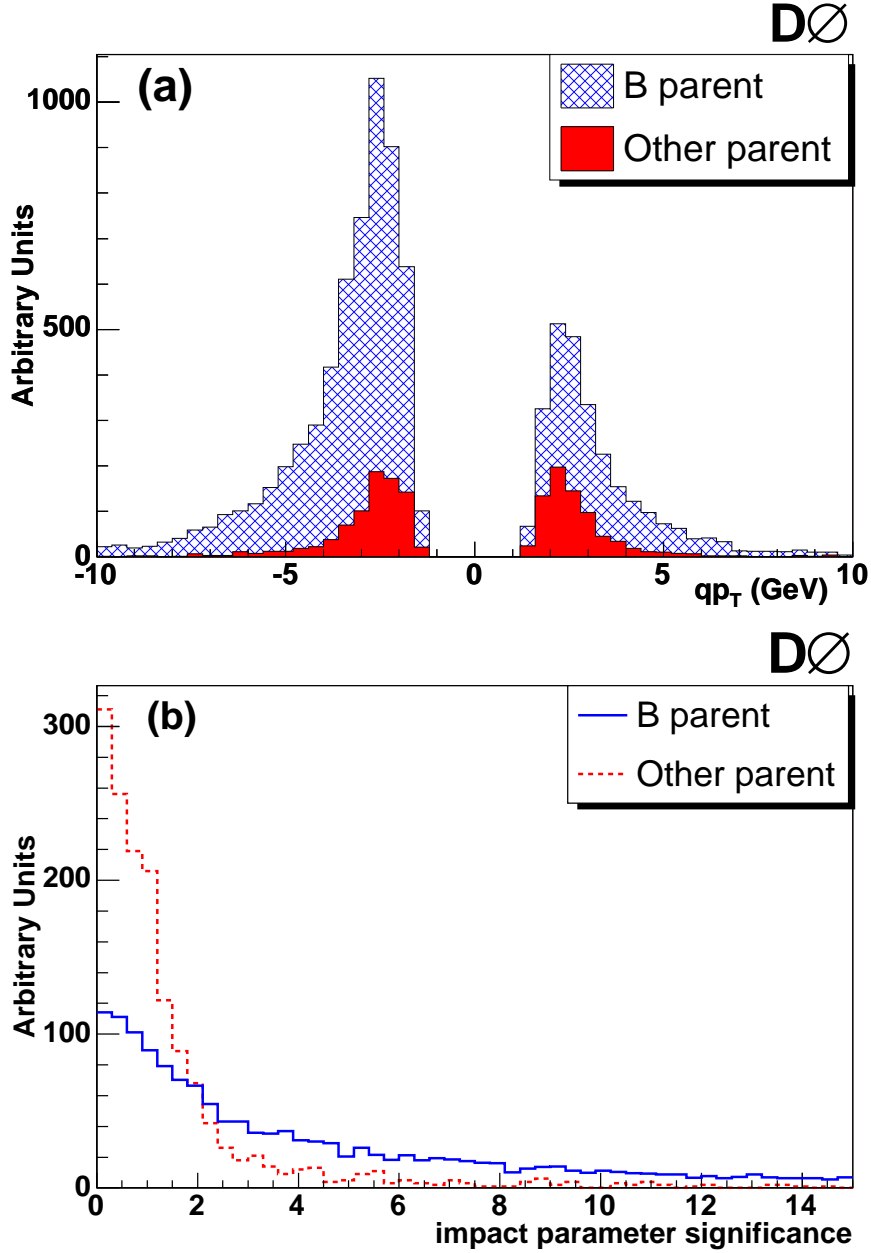 DØ
(a)
B parent
Other parent
1000
500
0
Arbitrary Units
-10 -5 0 5 10
qp_T (GeV)
DØ
(b)
B parent
Other parent
300
200
100
0
Arbitrary Units
0 2 4 6 8 10 12 14
impact parameter significance